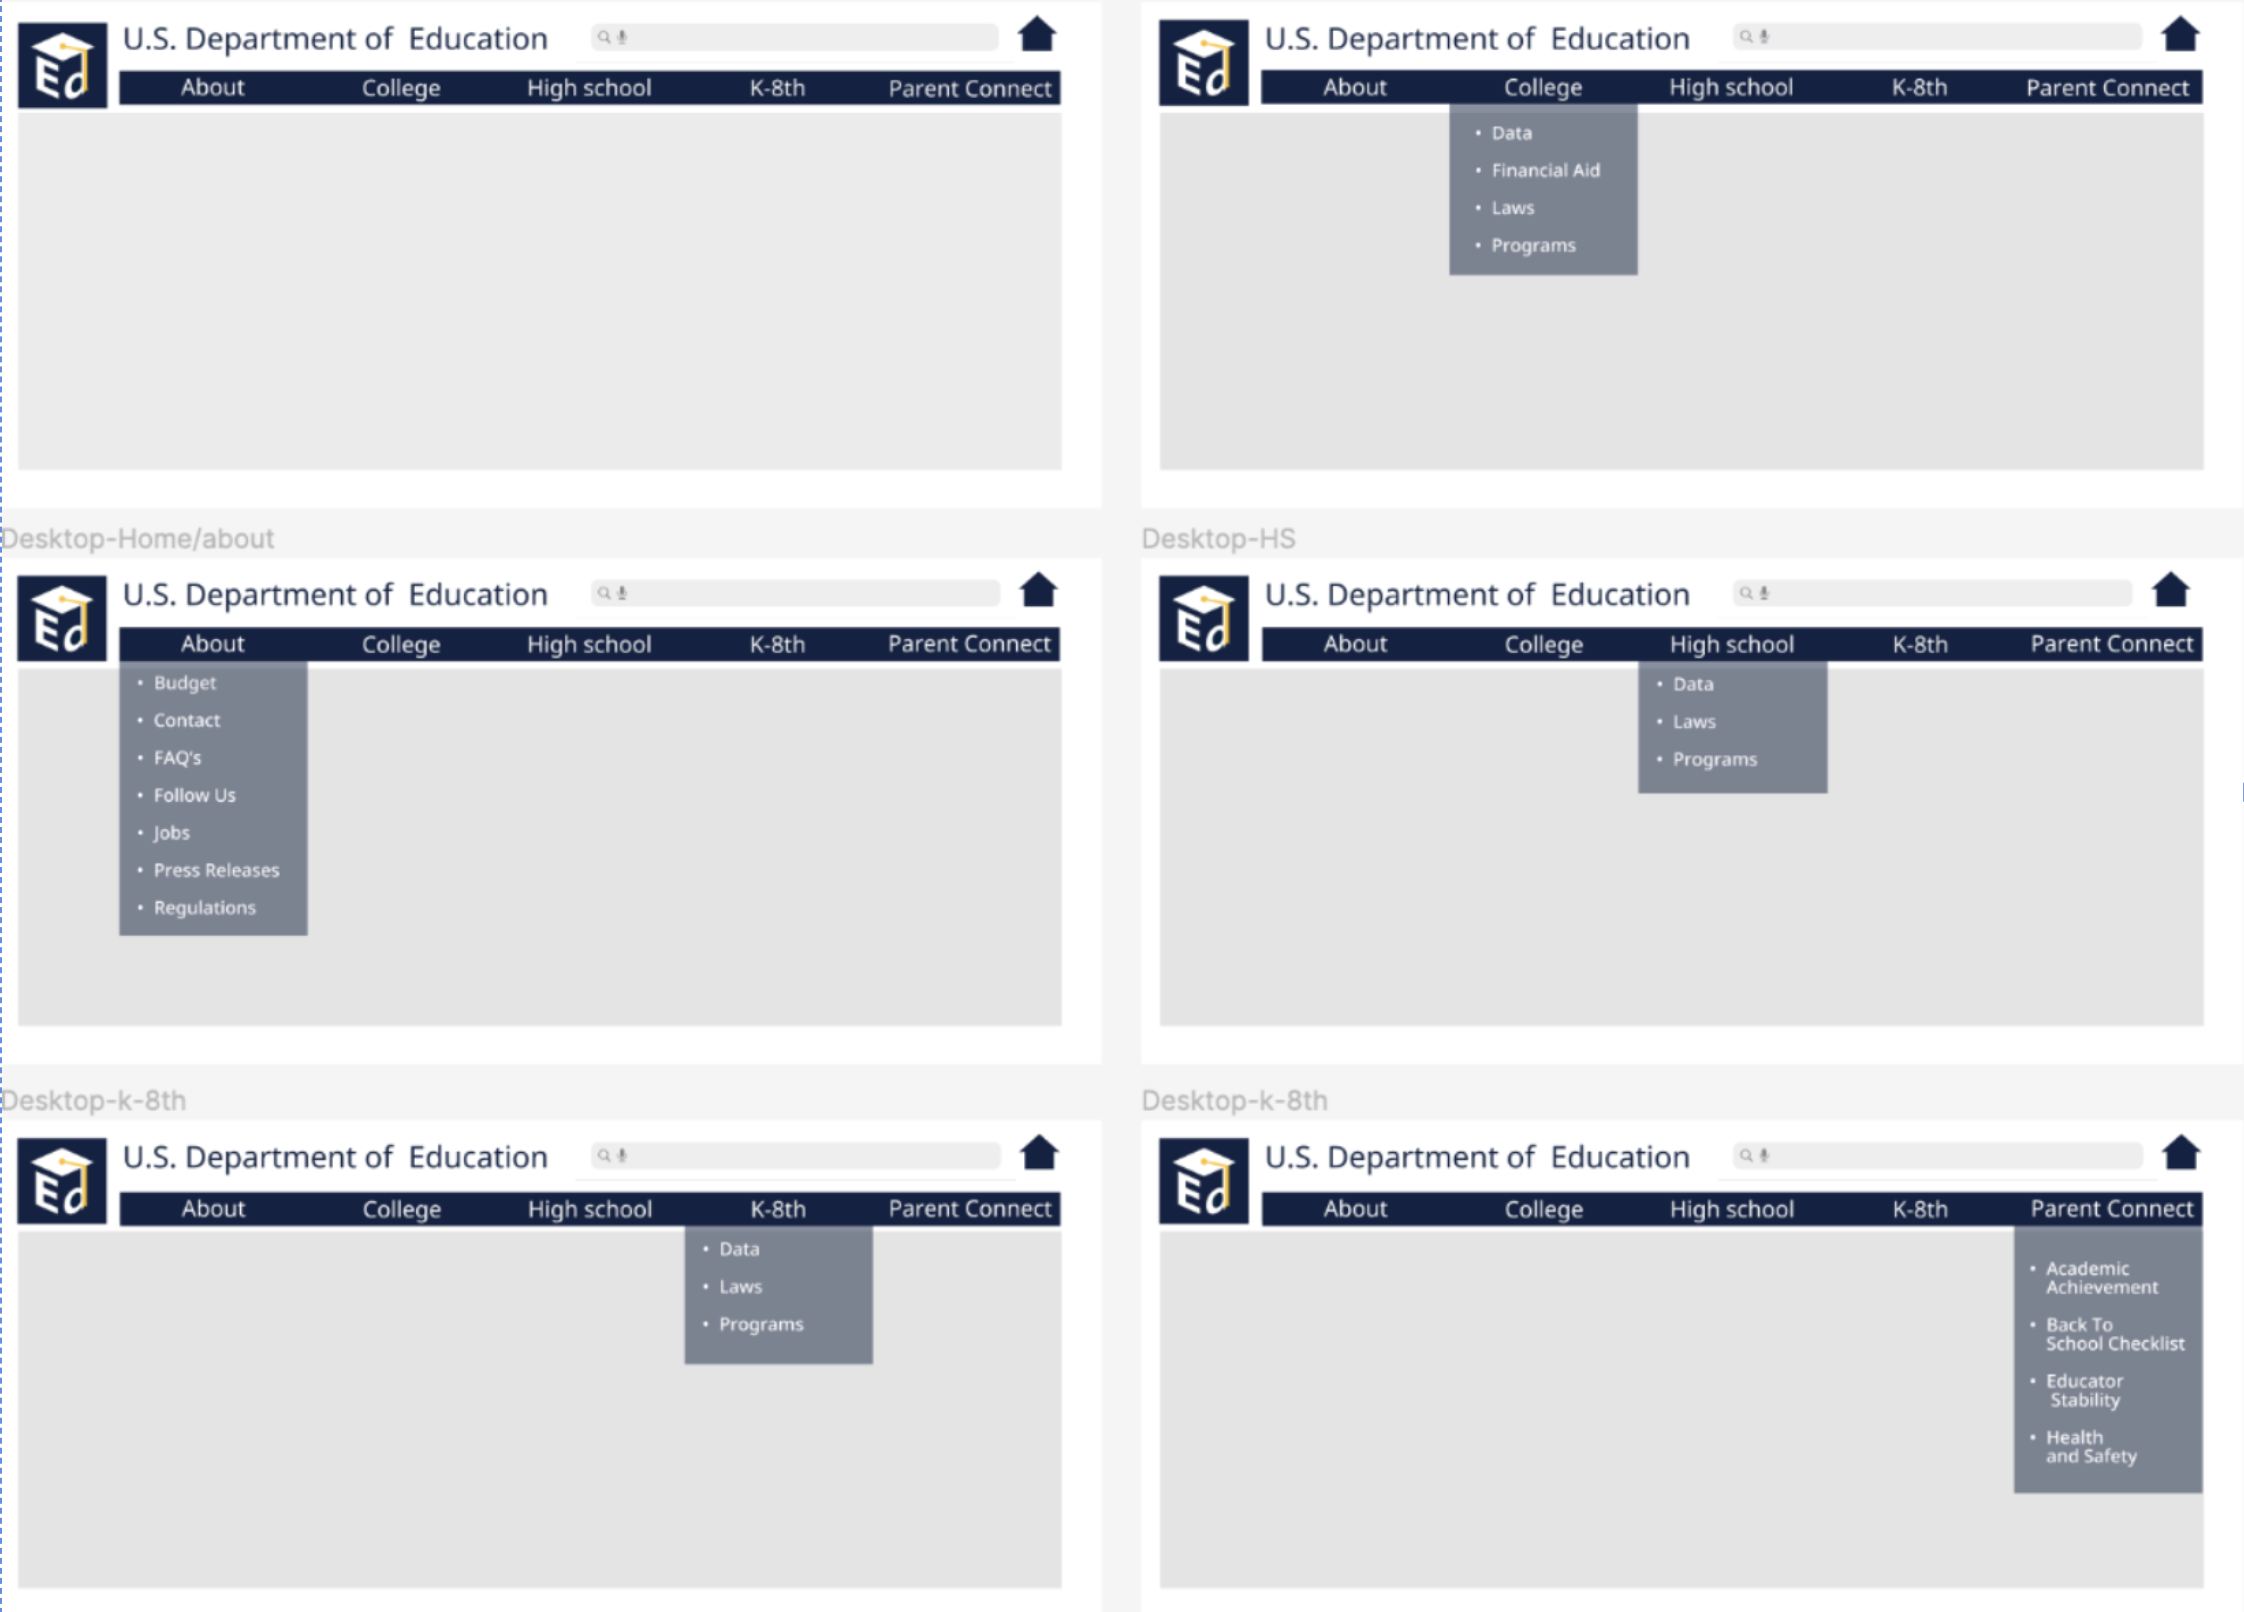 Ed
U.S. Department of Education
About College High school K-8th Parent Connect
Ed
U.S. Department of Education
About College High school K-8th Parent Connect
• Data
• Financial Aid
• Laws
• Programs
Desktop-Home/about
Ed
U.S. Department of Education
About College High school K-8th Parent Connect
• Budget
• Contact
• FAQ's
• Follow Us
• Jobs
• Press Releases
• Regulations
Desktop-HS
Ed
U.S. Department of Education
About College High school K-8th Parent Connect
• Data
• Laws
• Programs
Desktop-k-8th
Ed
U.S. Department of Education
About College High school K-8th Parent Connect
• Data
• Laws
• Programs
Desktop-k-8th
Ed
U.S. Department of Education
About College High school K-8th Parent Connect
• Academic
Achievement
• Back To
School Checklist
• Educator
Stability
• Health
and Safety